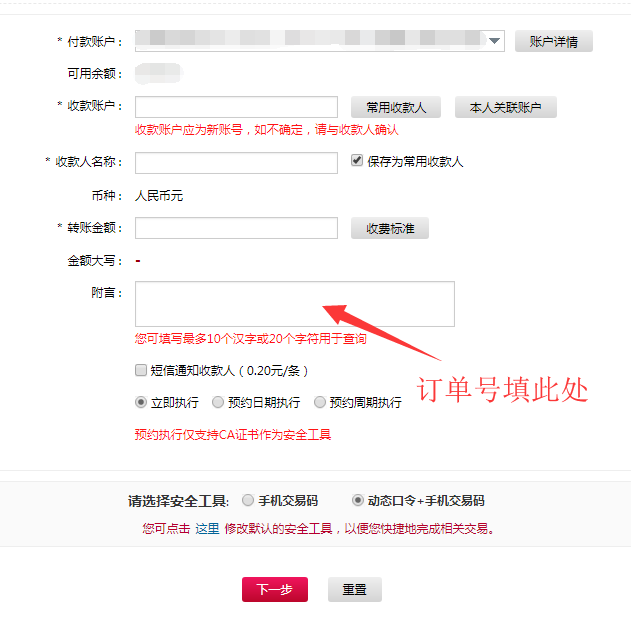 * 付款账户： 账户详情
可用余额：
* 收款账户： 常用收款人 本人关联账户
收款账户应为新账号，如不确定，请与收款人确认
* 收款人名称： 保存为常用收款人
币种： 人民币元
* 转账金额： 收费标准
金额大写： -
附言：
您可填写最多10个汉字或20个字符用于查询
短信通知收款人（0.20元/条）
订单号填此处
立即执行 预约日期执行 预约周期执行
预约执行仅支持CA证书作为安全工具
请选择安全工具: 手机交易码 动态口令+手机交易码
您可点击 这里 修改默认的安全工具，以便您快捷地完成相关交易。
下一步 重置